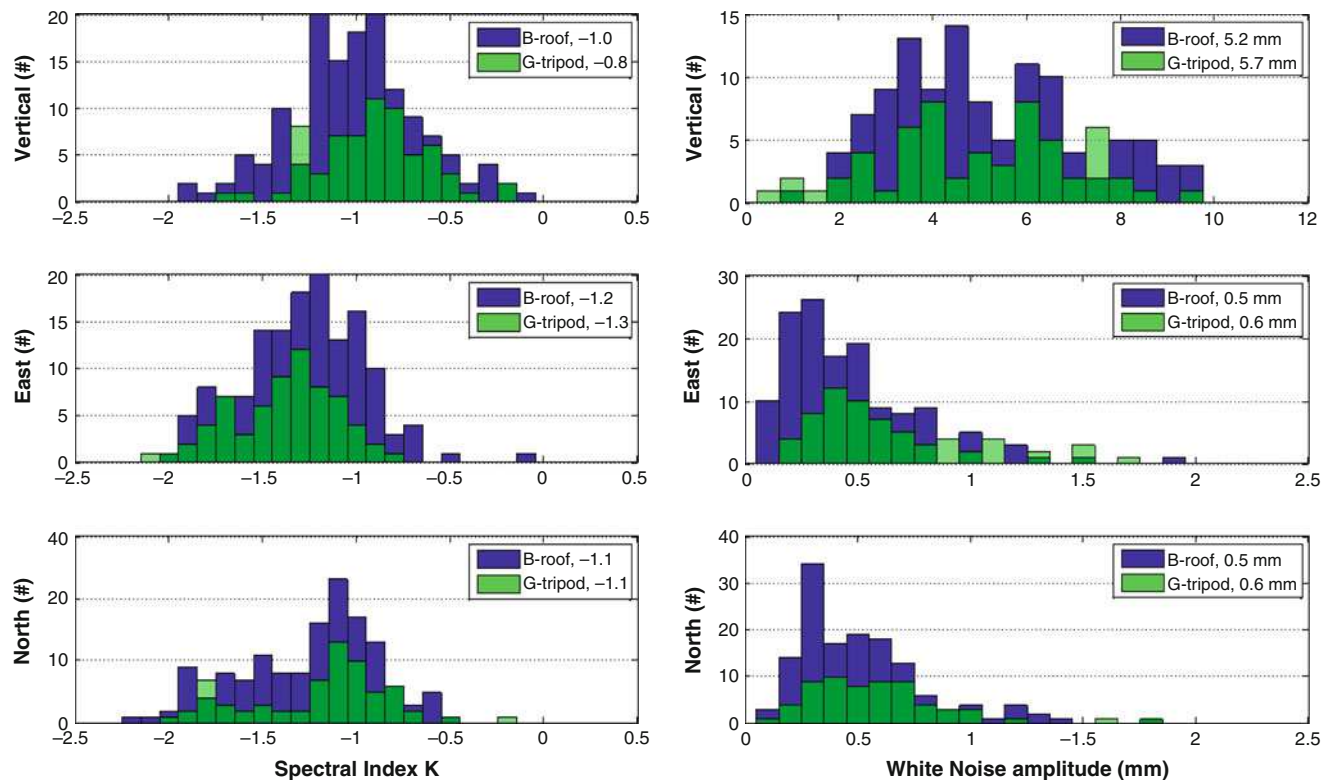 20
15
10
5
0
Vertical (#)
B-roof, –1.0
G-tripod, –0.8
–2.5 –2 –1.5 –1 –0.5 0 0.5
15
10
5
0
Vertical (#)
B-roof, 5.2 mm
G-tripod, 5.7 mm
2 4 6 8 10 12
20
15
10
5
0
East (#)
B-roof, –1.2
G-tripod, –1.3
–2.5 –2 –1.5 –1 –0.5 0 0.5
30
20
10
0
East (#)
B-roof, 0.5 mm
G-tripod, 0.6 mm
0 0.5 1 1.5 2 2.5
40
20
10
0
North (#)
B-roof, –1.1
G-tripod, –1.1
–2.5 –2 –1.5 –1 –0.5 0 0.5
Spectral Index K
40
30
20
10
0
North (#)
B-roof, 0.5 mm
G-tripod, 0.6 mm
0 0.5 1 –1.5 2 2.5
White Noise amplitude (mm)